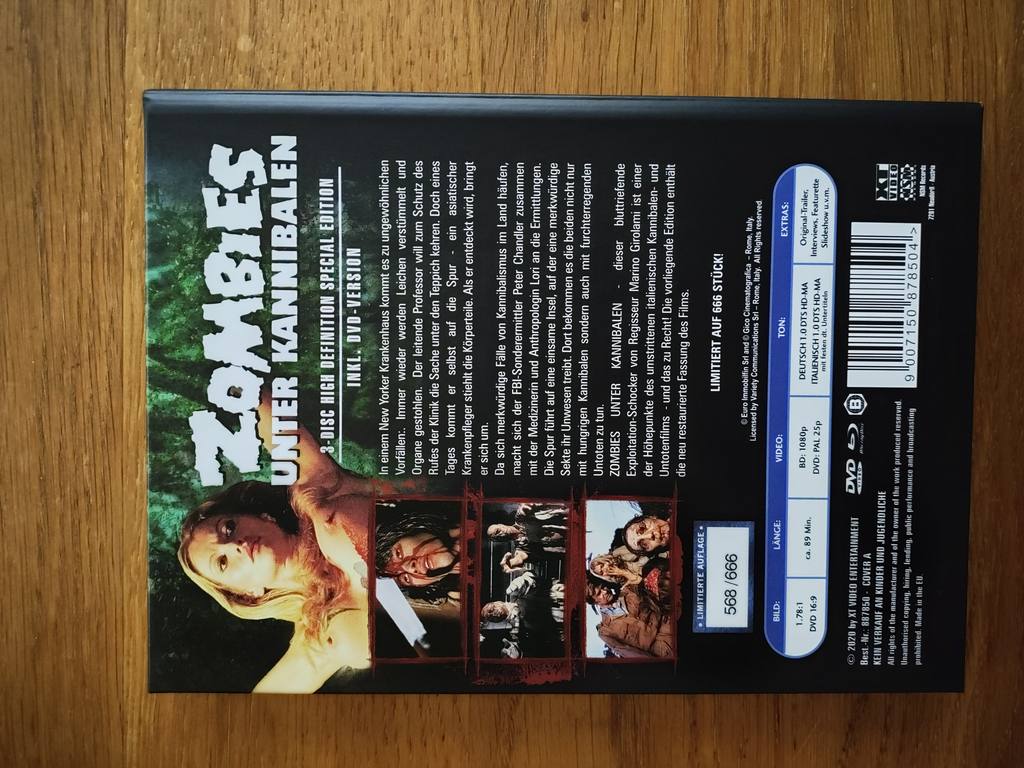 ZOMBIES
UNTER KANNIBALEN
3-DISC HIGH DEFINITION SPECIAL EDITION
INKL. DVD-VERSION
In einem New Yorker Krankenhaus kommt es zu ungewöhnlichen
Vorfällen: Immer wieder werden Leichen verstümmelt und
Organe gestohlen. Der leitende Professor will zum Schutz des
Rufes der Klinik die Sache unter den Teppich kehren. Doch eines
Tages kommt er selbst auf die Spur - ein asiatischer
Krankenpfleger stiehlt die Körperteile. Als er entdeckt wird, bringt
er sich um.
Da sich merkwürdige Fälle von Kannibalismus im Land häufen,
macht sich der FBI-Sonderermittler Peter Chandler zusammen
mit der Medizinerin und Anthropologin Lori an die Ermittlungen.
Die Spur führt auf eine einsame Insel, auf der eine merkwürdige
Sekte ihr Unwesen treibt. Dort bekommen es die beiden nicht nur
mit hungrigen Kannibalen sondern auch mit furchterregenden
Untoten zu tun.
ZOMBIES UNTER KANNIBALEN - dieser bluttriefende
Exploitation-Schocker von Regisseur Marino Girolami ist einer
der Höhepunkte des umstrittenen italienischen Kannibalen- und
Untotenfilms - und das zu Recht! Die vorliegende Edition enthält
die neu restaurierte Fassung des Films.
LIMITIERT AUF 666 STÜCK!
• LIMITIERTE AUFLAGE •
568/666
© Euro Immobilfin Srl and © Gico Cinematografica – Rome, Italy.
Licensed by Variety Communications Srl – Rome, Italy. All Rights reserved
BILD: LÄNGE: VIDEO: TON: EXTRAS:
1.78:1
DVD 16:9
ca. 89 Min.
BD: 1080p
DVD: PAL 25p
DEUTSCH 1.0 DTS HD-MA
ITALIENISCH 1.0 DTS HD-MA
mit festen dt. Untertiteln
Original-Trailer,
Interviews, Featurette
Slideshow u.v.m.
© 2020 by XT VIDEO ENTERTAINMENT
Best.-Nr.: 887850 - COVER A
KEIN VERKAUF AN KINDER UND JUGENDLICHE
All rights of the manufacturer and of the owner of the work produced reserved.
Unauthorised copying, hiring, lending, public performance and broadcasting
prohibited. Made in the EU.
DVD
VIDEO
Blu-ray Disc
B
9 007150 878504 >
XT
VIDEO